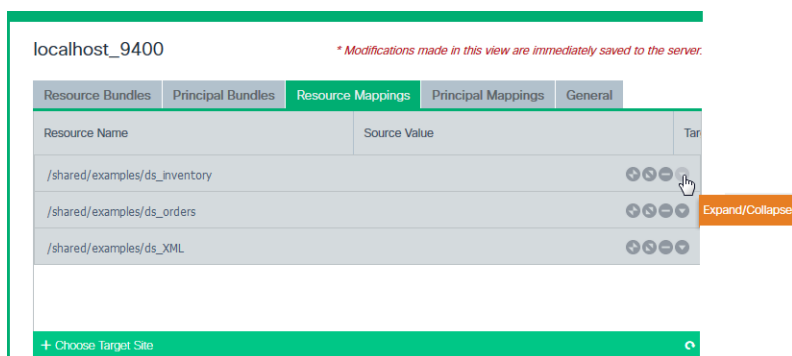 localhost_9400
* Modifications made in this view are immediately saved to the server.
Resource Bundles Principal Bundles Resource Mappings Principal Mappings General
Resource Name Source Value Tar
/shared/examples/ds_inventory
/shared/examples/ds_orders
Expand/Collapse
/shared/examples/ds_XML
+ Choose Target Site